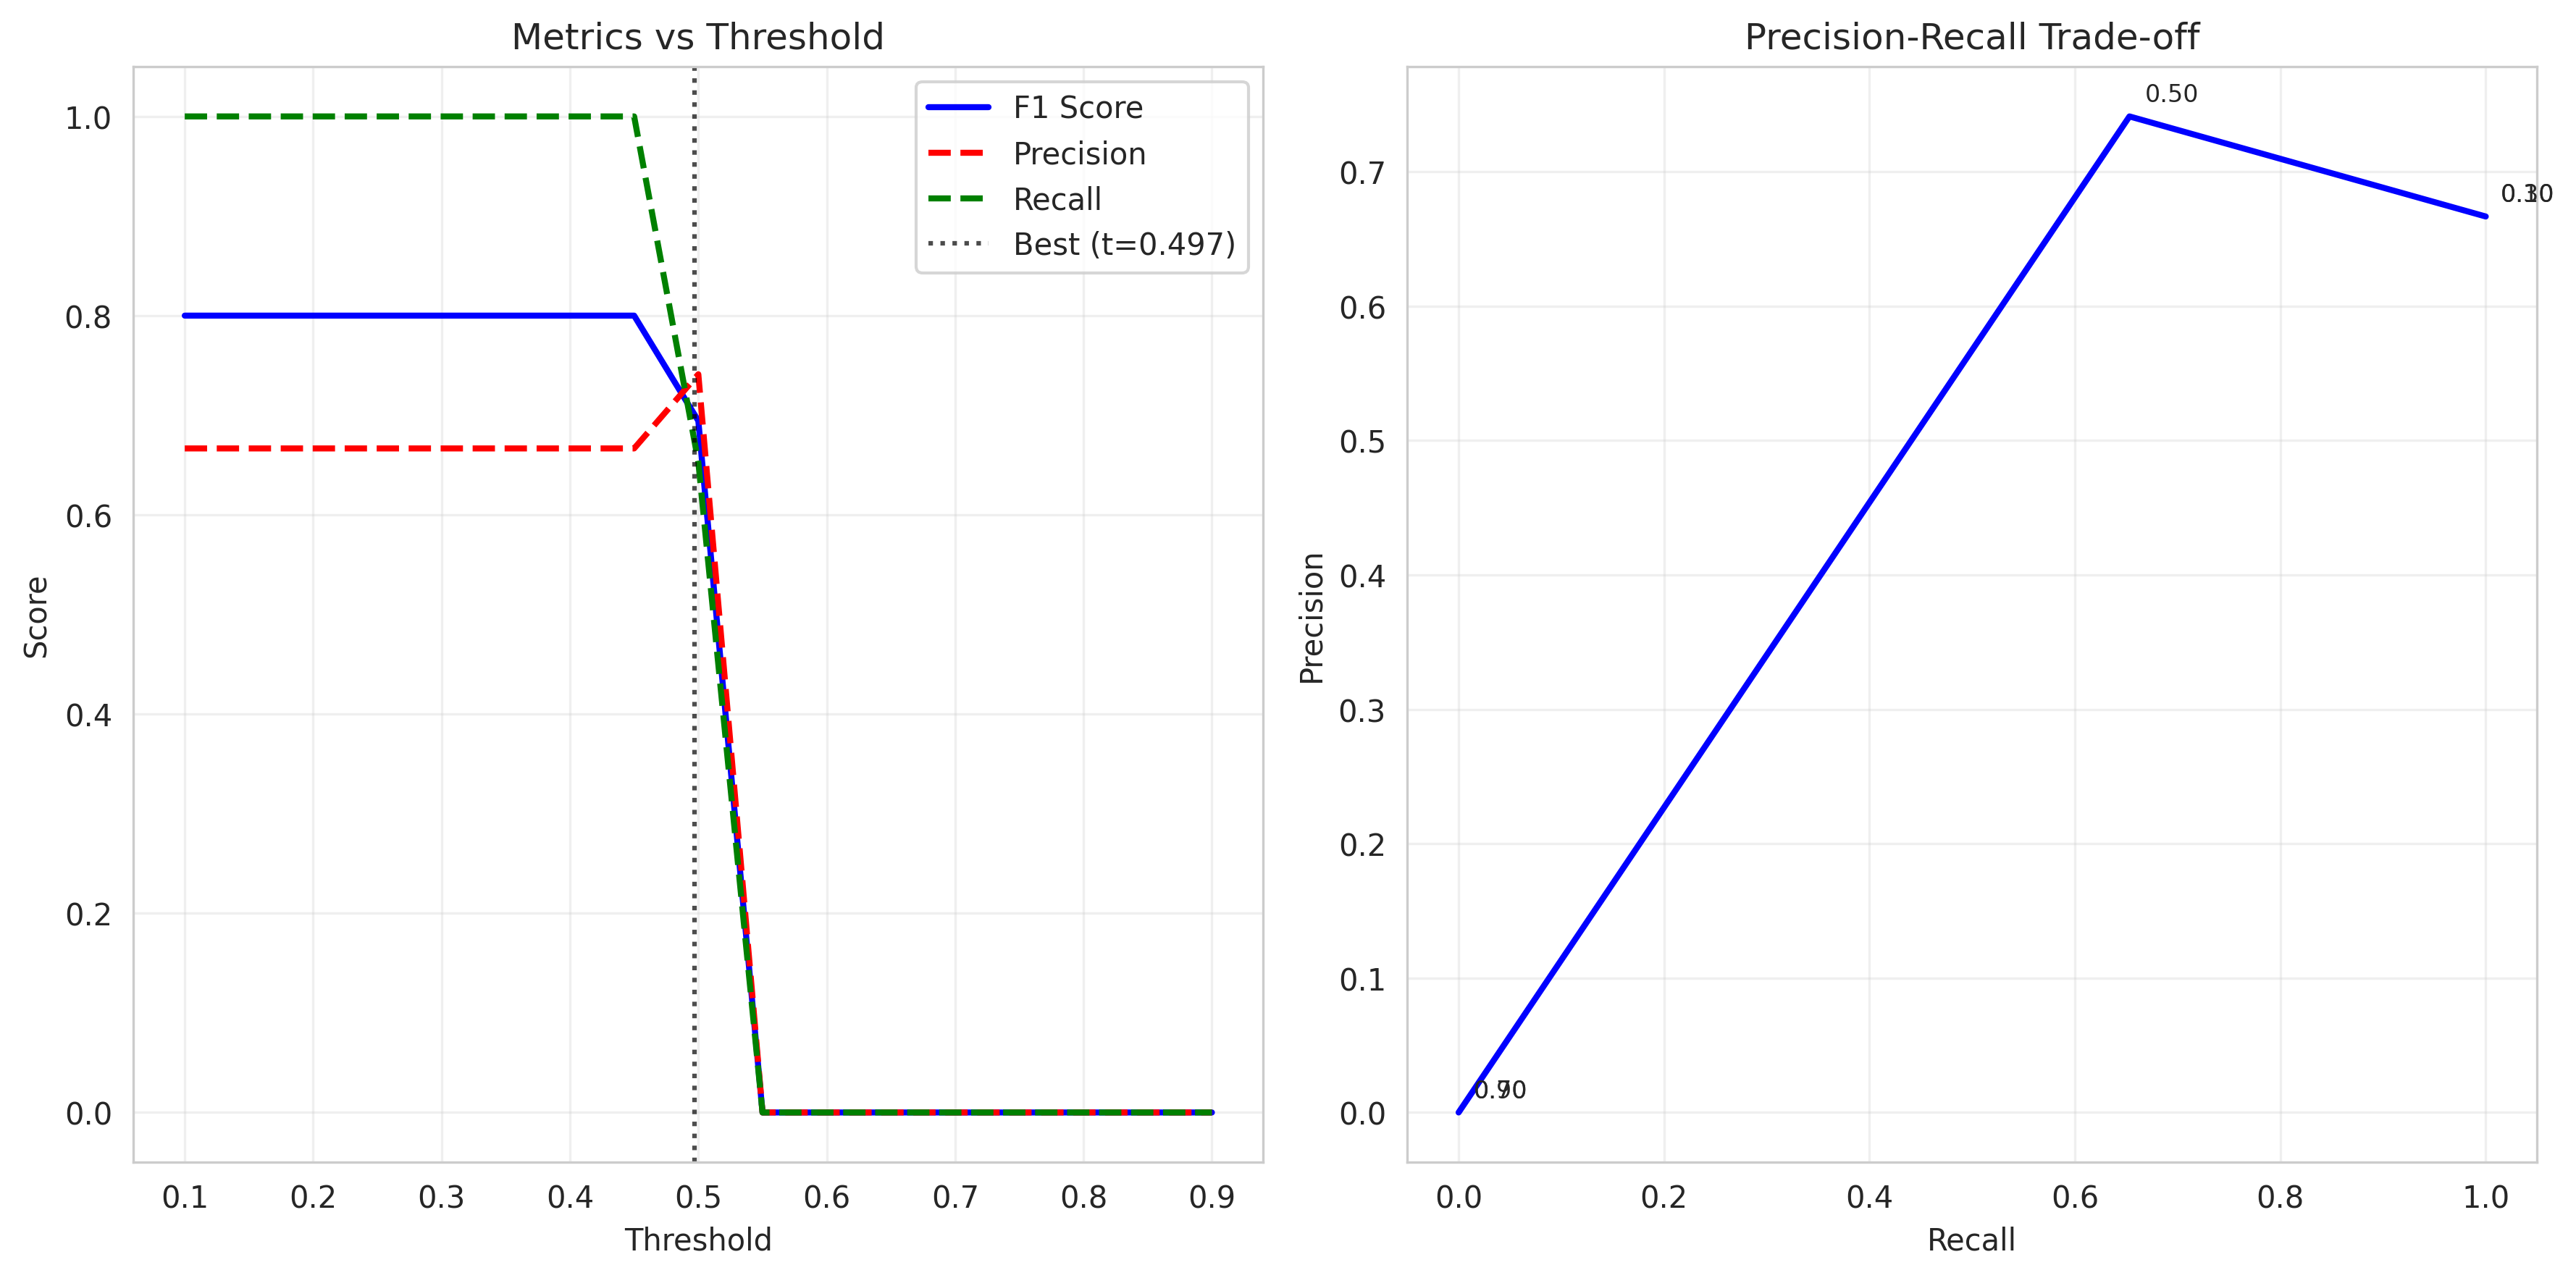 Metrics vs Threshold
1.0
0.8
0.6
0.4
0.2
0.0
Score
0.1 0.2 0.3 0.4 0.5 0.6 0.7 0.8 0.9
Threshold
F1 Score
Precision
Recall
Best (t=0.497)
Precision-Recall Trade-off
0.7
0.6
0.5
0.4
0.3
0.2
0.1
0.0
Precision
0.50
0.0 0.2 0.4 0.6 0.8 1.0
Recall